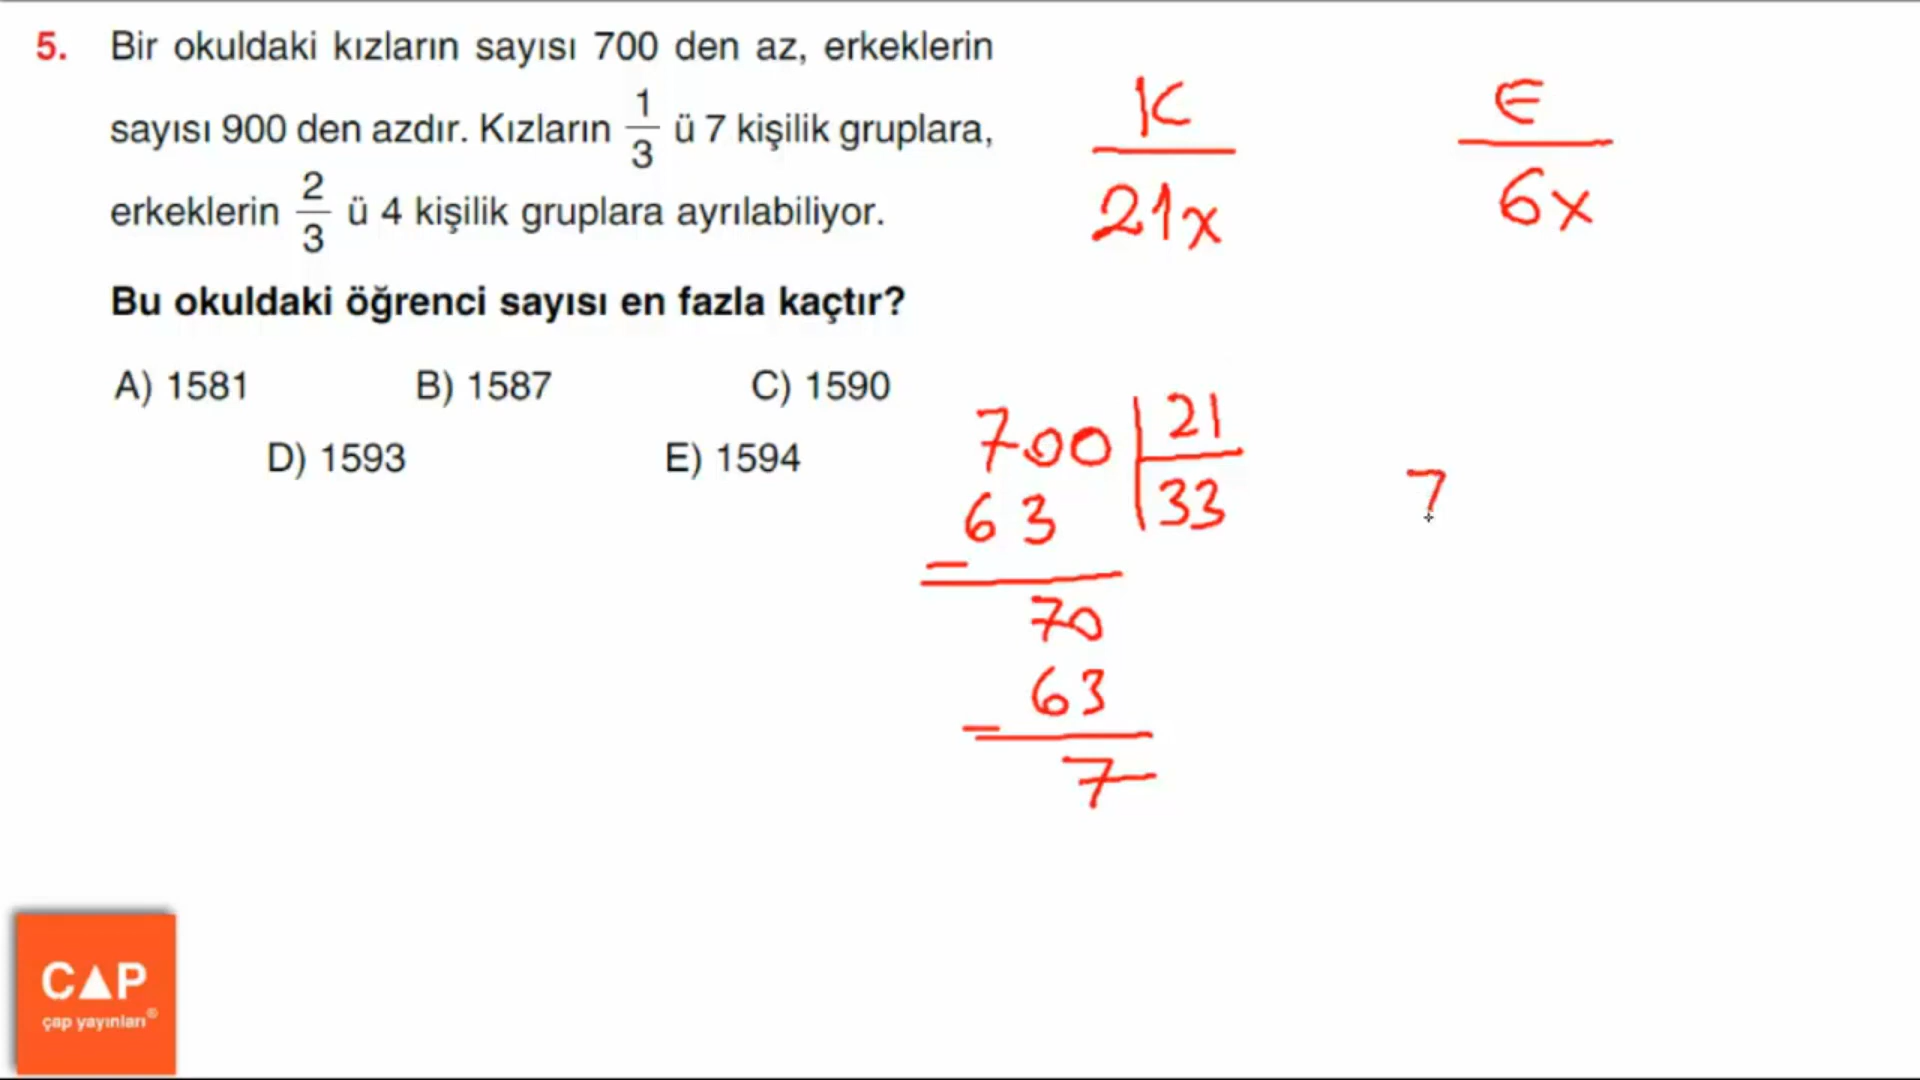 5. Bir okuldaki kızların sayısı 700 den az, erkeklerin
sayısı 900 den azdır. Kızların 1/3 ü 7 kişilik gruplara,
erkeklerin 2/3 ü 4 kişilik gruplara ayrılabiliyor.
Bu okuldaki öğrenci sayısı en fazla kaçtır?
A) 1581 B) 1587 C) 1590
D) 1593 E) 1594
K E
21x 6x
700 21
63 33
70
- 63
7
7
CAP
çap yayınları®